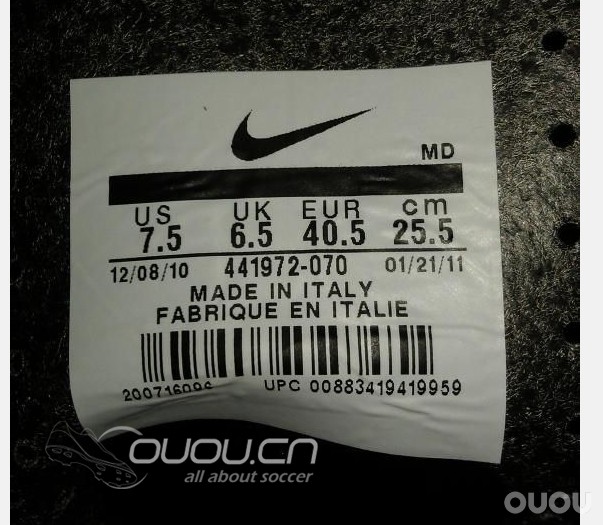 MD
US UK EUR cm
7.5 6.5 40.5 25.5
12/08/10 441972-070 01/21/11
MADE IN ITALY
FABRIQUE EN ITALIE
UPC 00883419419959
OUOU.CN
all about soccer
OUOU